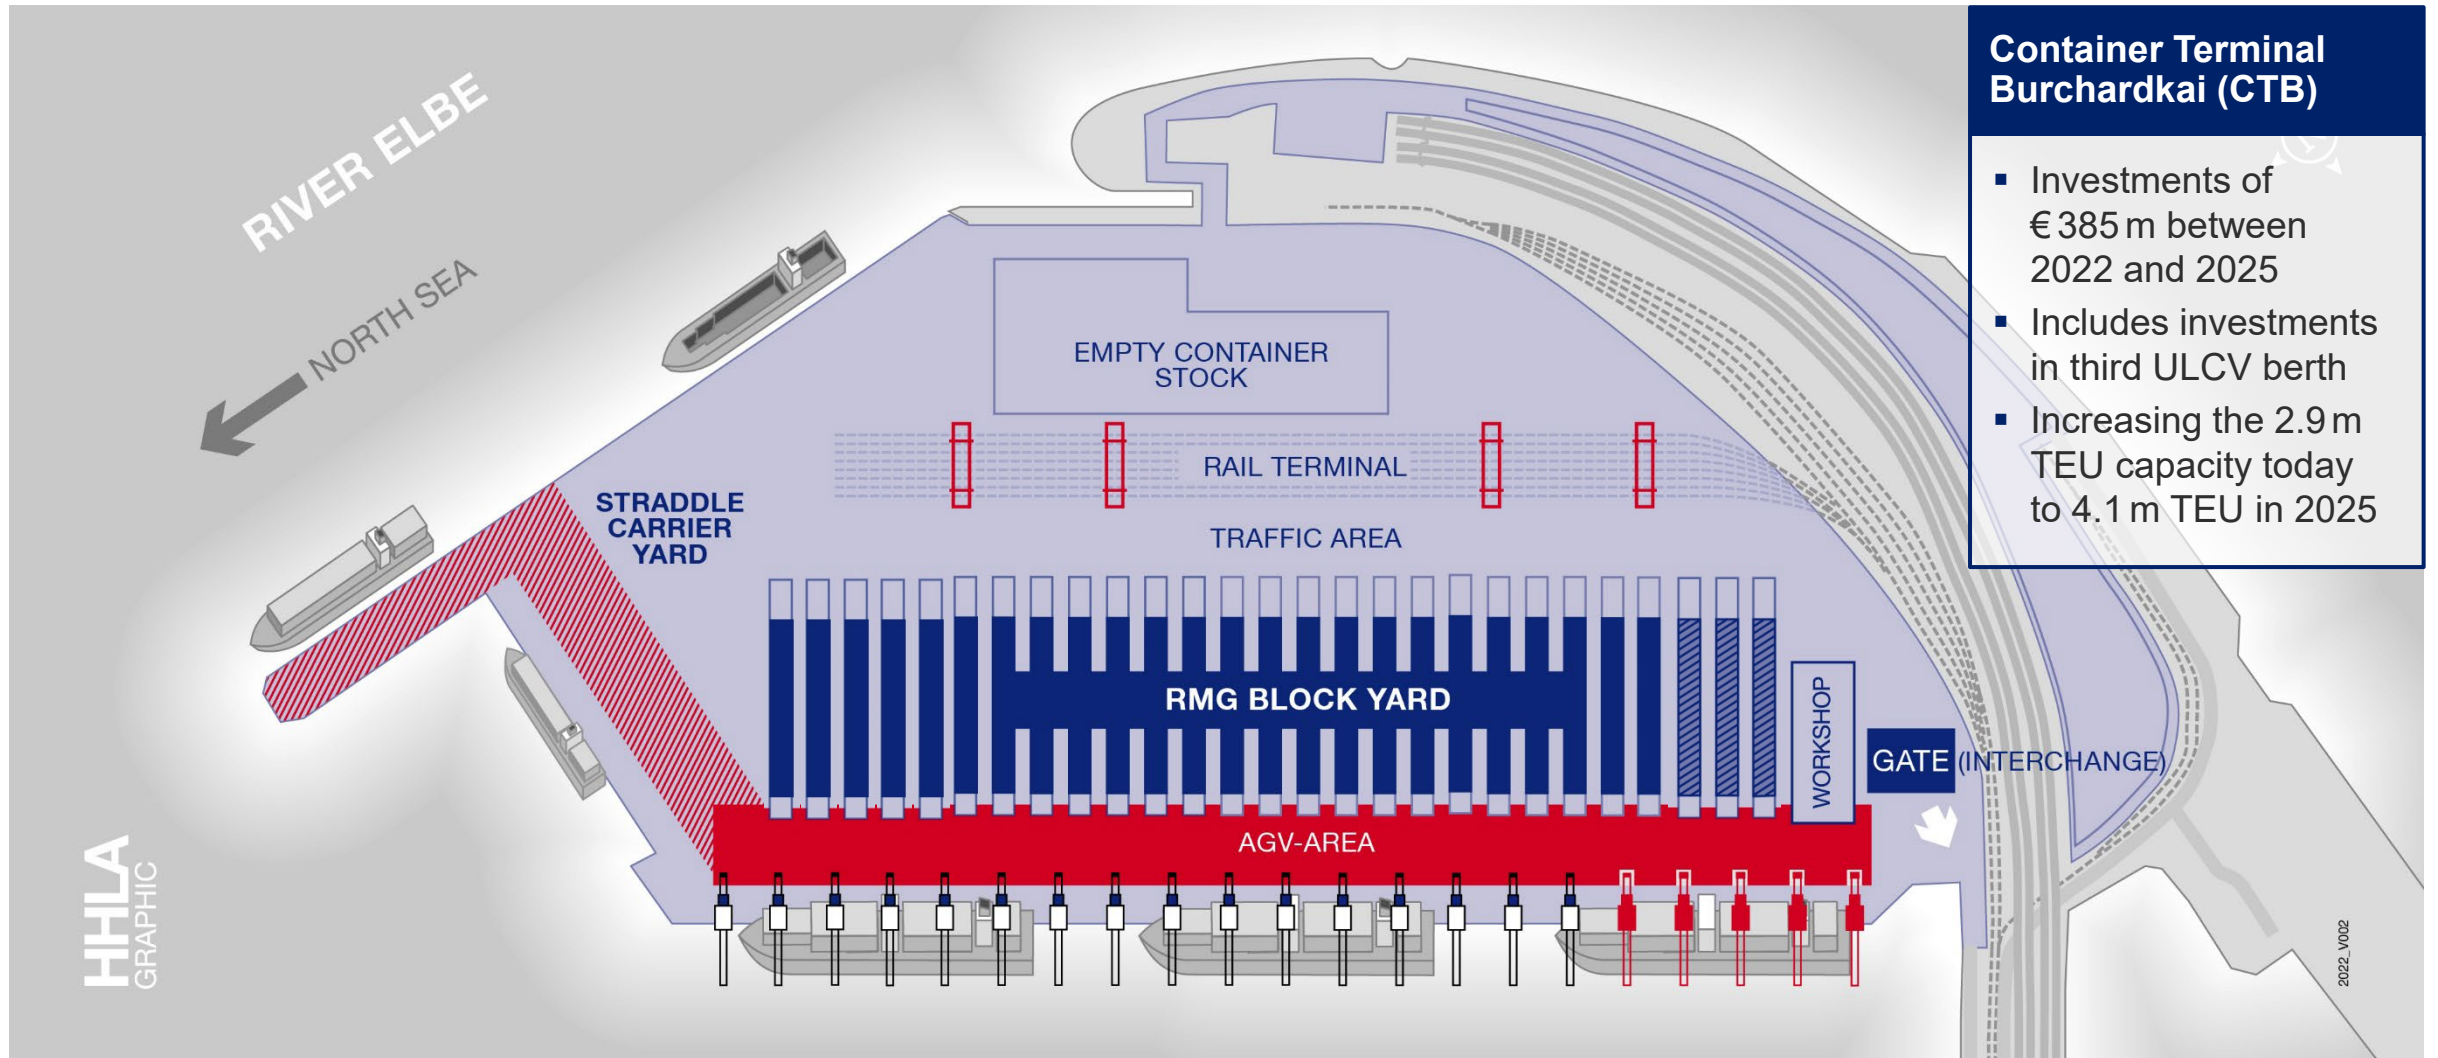 Container Terminal
Burchardkai (CTB)
▪ Investments of
€ 385 m between
2022 and 2025
▪ Includes investments
in third ULCV berth
▪ Increasing the 2.9 m
TEU capacity today
to 4.1 m TEU in 2025
RIVER ELBE
NORTH SEA
EMPTY CONTAINER
STOCK
RAIL TERMINAL
STRADDLE
CARRIER
YARD
TRAFFIC AREA
RMG BLOCK YARD
WORKSHOP
GATE (INTERCHANGE)
AGV-AREA
HHLA
GRAPHIC
2022_V002